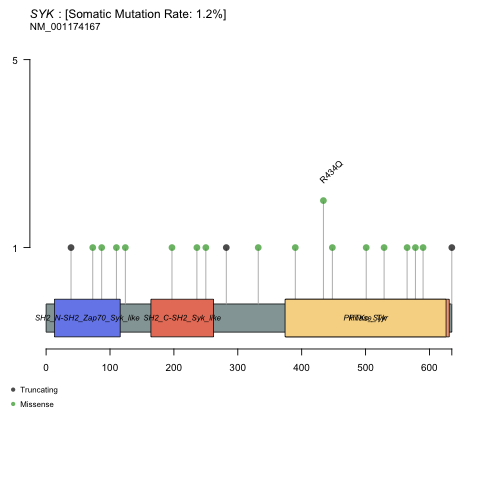 SYK : [Somatic Mutation Rate: 1.2%]
NM_001174167
5
R434Q
1
SH2_N-SH2_Zap70_Syk_like SH2_C-SH2_Syk_like
0 100 200 300 400 500 600
Truncating
Missense